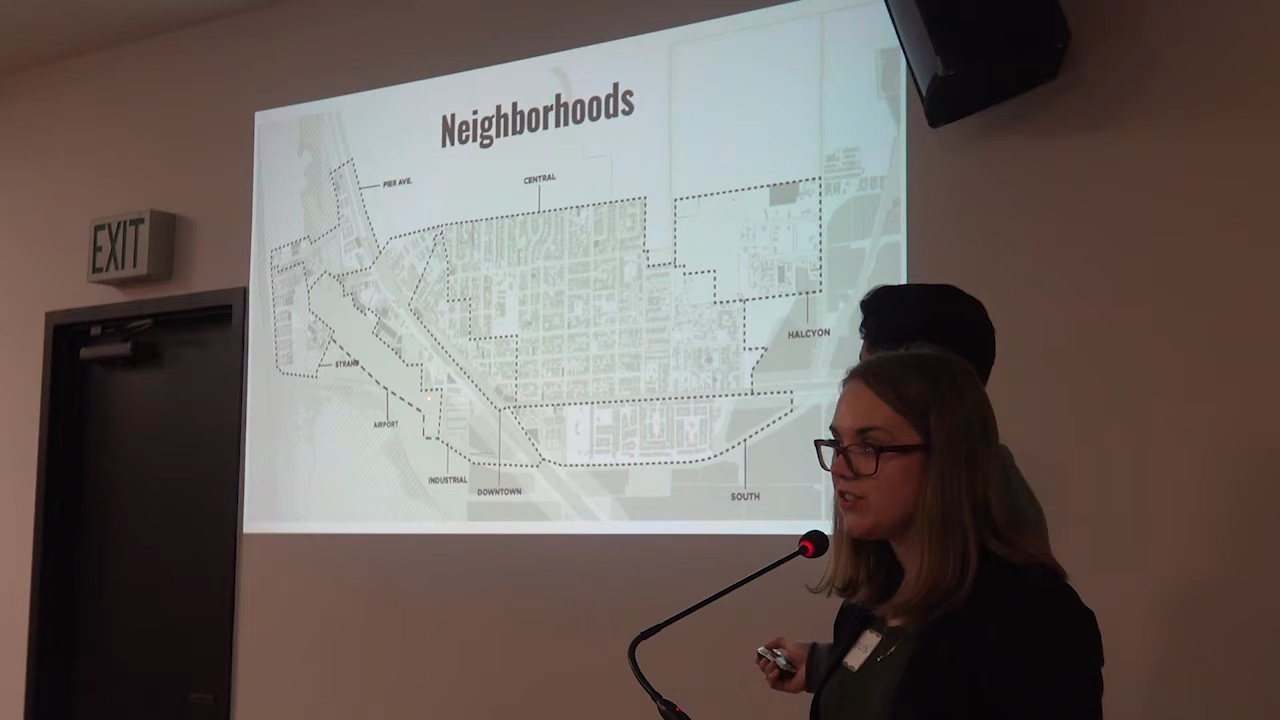 Neighborhoods
PIER AVE.
CENTRAL
EXIT
HALCYON
STRAND
AIRPORT
INDUSTRIAL
DOWNTOWN
SOUTH